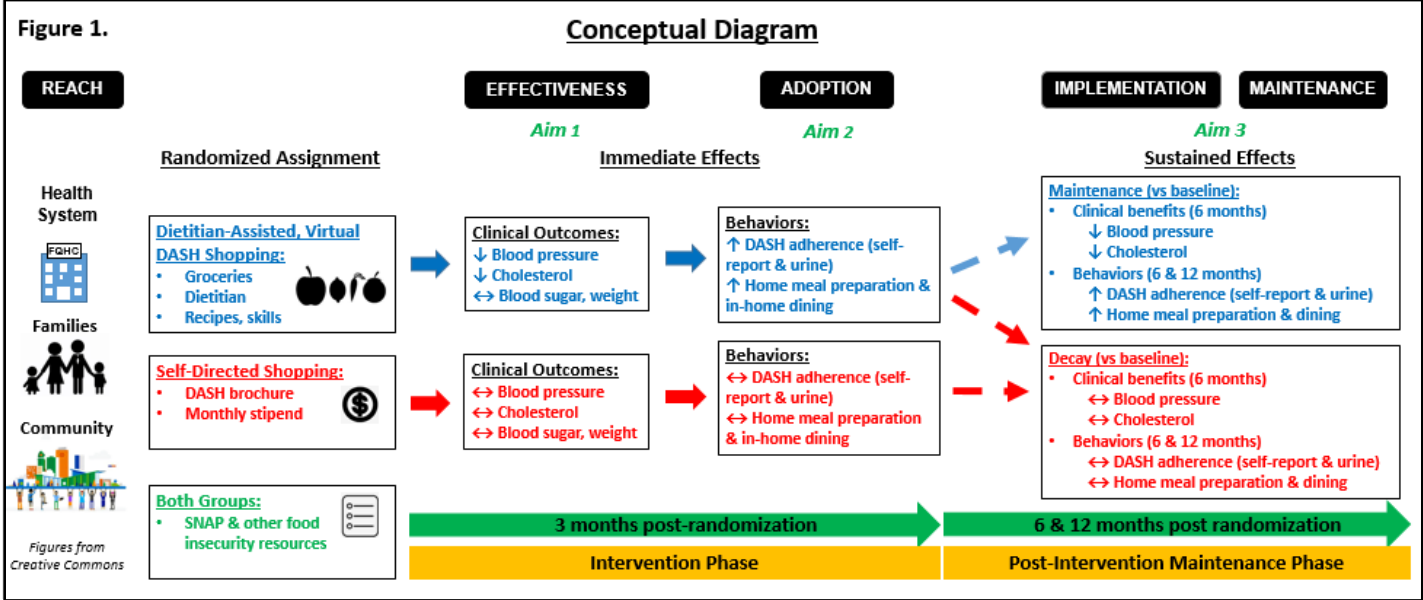 Figure 1.
Conceptual Diagram
REACH
EFFECTIVENESS
ADOPTION
IMPLEMENTATION
MAINTENANCE
Aim 1
Aim 2
Aim 3
Randomized Assignment
Immediate Effects
Sustained Effects
Health
System
FQHC
Families
Community
Figures from
Creative Commons
Dietitian-Assisted, Virtual
DASH Shopping:
• Groceries
• Dietitian
• Recipes, skills
Clinical Outcomes:
↓ Blood pressure
↓ Cholesterol
↔ Blood sugar, weight
Behaviors:
↑ DASH adherence (self-
report & urine)
↑ Home meal preparation &
in-home dining
Maintenance (vs baseline):
• Clinical benefits (6 months)
↓ Blood pressure
↓ Cholesterol
• Behaviors (6 & 12 months)
↑ DASH adherence (self-report & urine)
↑ Home meal preparation & dining
Self-Directed Shopping:
• DASH brochure
• Monthly stipend
$
Clinical Outcomes:
↔ Blood pressure
↔ Cholesterol
↔ Blood sugar, weight
Behaviors:
↔ DASH adherence (self-
report & urine)
↔ Home meal preparation
& in-home dining
Decay (vs baseline):
• Clinical benefits (6 months)
↔ Blood pressure
↔ Cholesterol
• Behaviors (6 & 12 months)
↔ DASH adherence (self-report & urine)
↔ Home meal preparation & dining
Both Groups:
• SNAP & other food
insecurity resources
3 months post-randomization
6 & 12 months post randomization
Intervention Phase
Post-Intervention Maintenance Phase